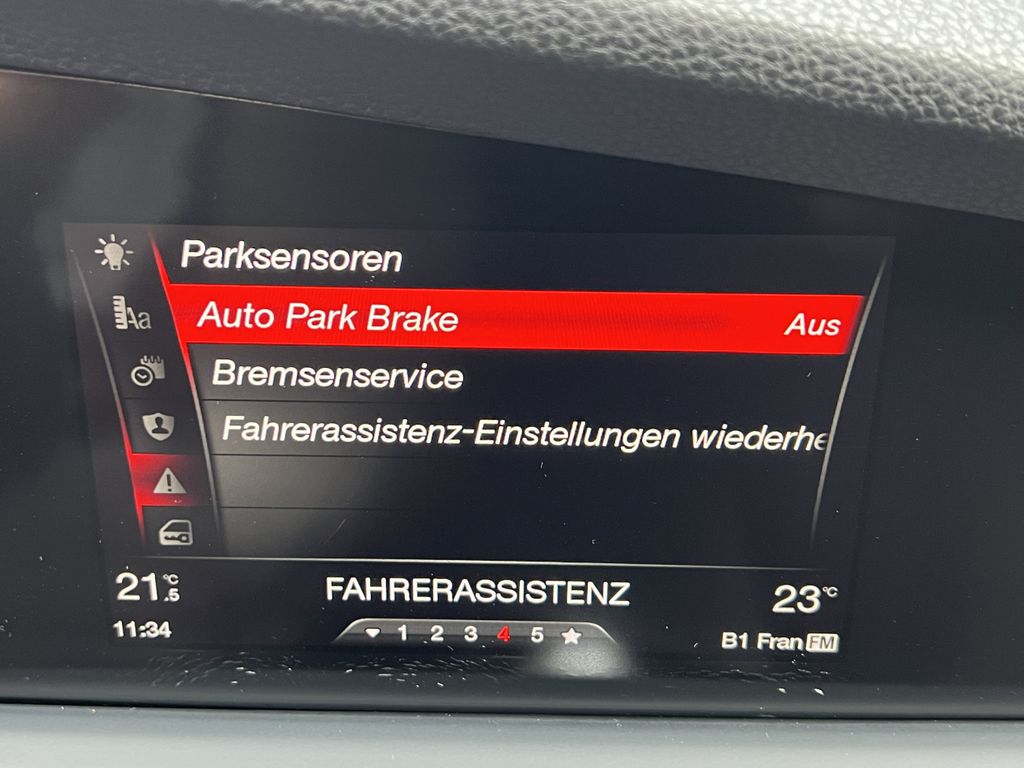 Parksensoren
Aa
Auto Park Brake Aus
Bremsenservice
Fahrerassistenz-Einstellungen wiederhe
21°C.5
FAHRERASSISTENZ
23°C
11:34
1 2 3 4 5
B1 Fran FM